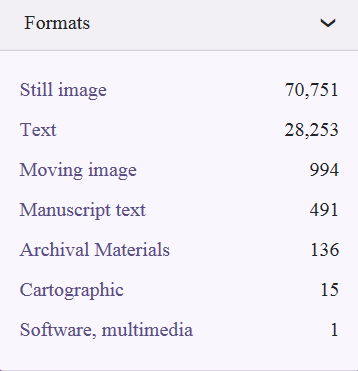 Formats
Still image 70,751
Text 28,253
Moving image 994
Manuscript text 491
Archival Materials 136
Cartographic 15
Software, multimedia 1